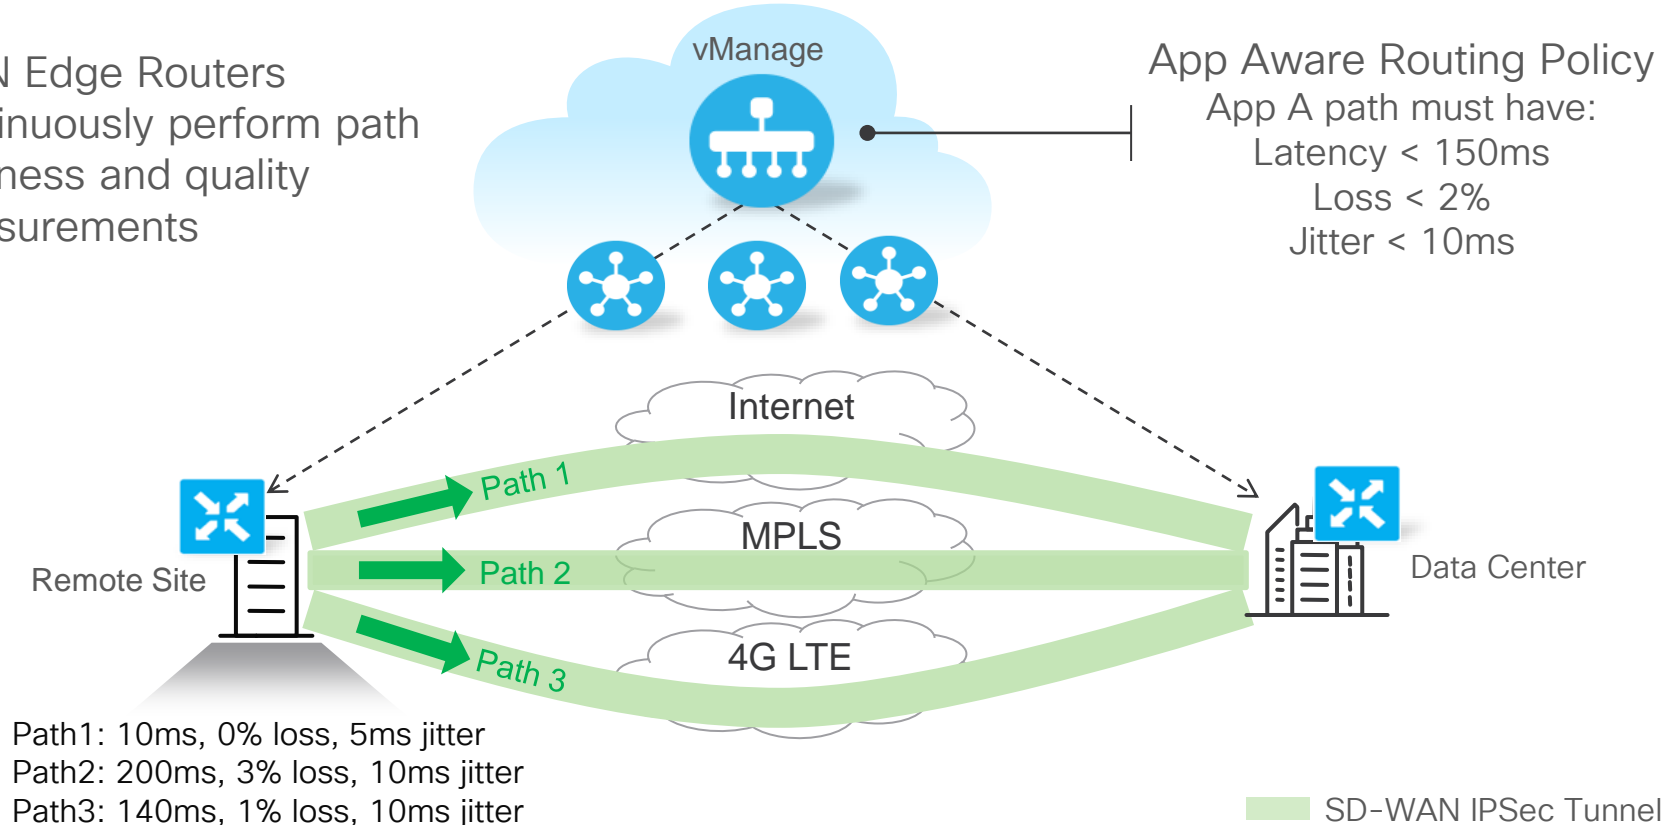 vManage
Edge Routers
perform path
and quality
App Aware Routing Policy
App A path must have:
Latency < 150ms
Loss < 2%
Jitter < 10ms
Internet
Path 1
MPLS
Path 2
4G LTE
Path 3
Remote Site
Data Center
Path1: 10ms, 0% loss, 5ms jitter
Path2: 200ms, 3% loss, 10ms jitter
Path3: 140ms, 1% loss, 10ms jitter
SD-WAN IPSec Tunnel